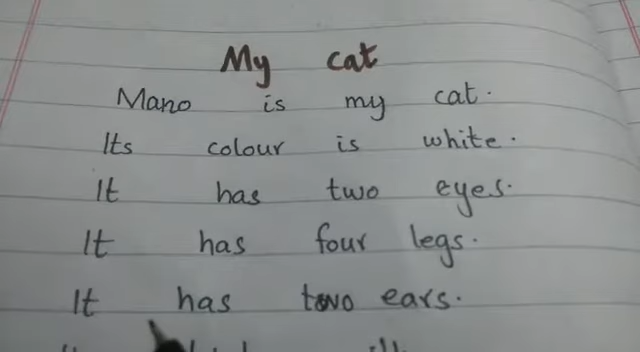 My cat
Mano is my cat.
Its colour is white.
It has two eyes.
It has four legs.
It has two ears.